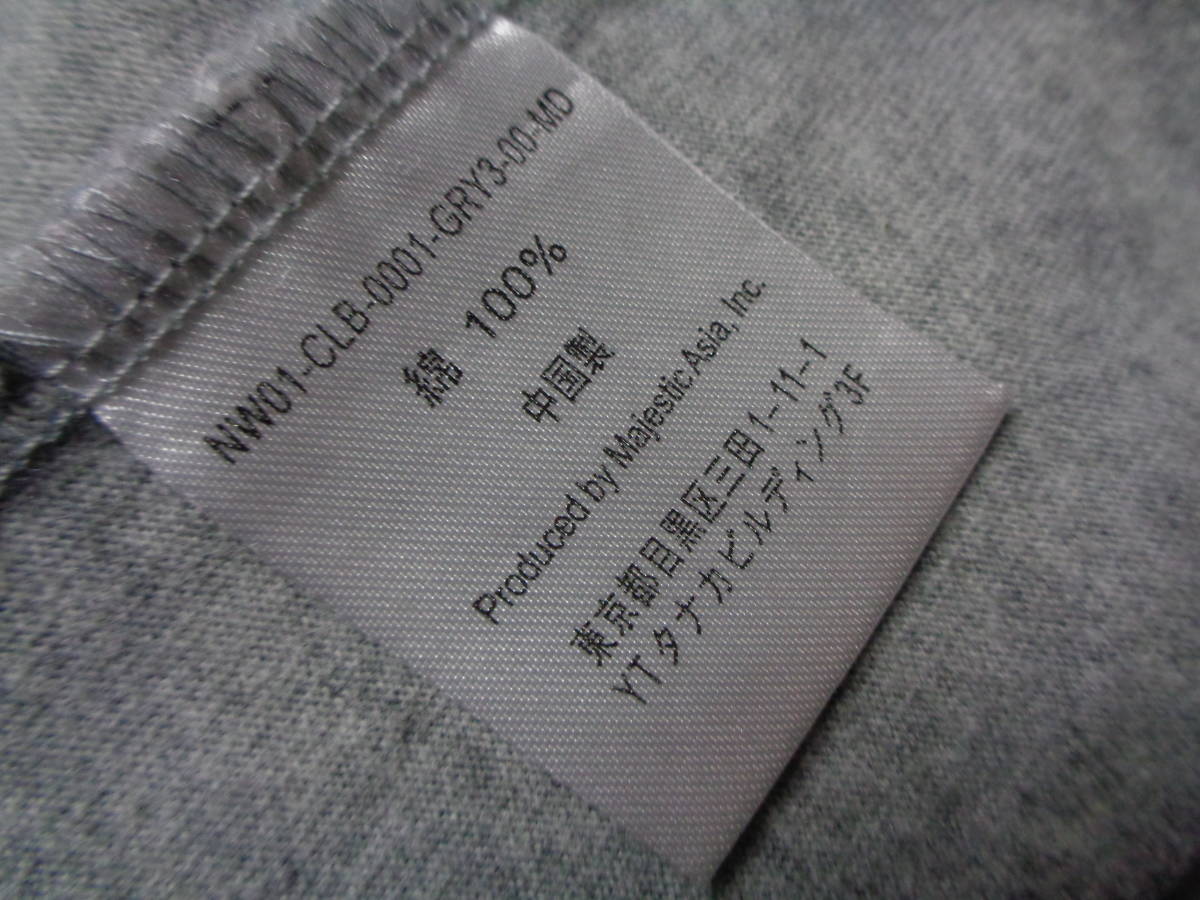 NW01-CLB-0001-GRY3-00-MD
綿 100%
中国製
Produced by Majestic Asia, Inc.
東京都目黒区三田1-11-1
YTタナカビルディング3F